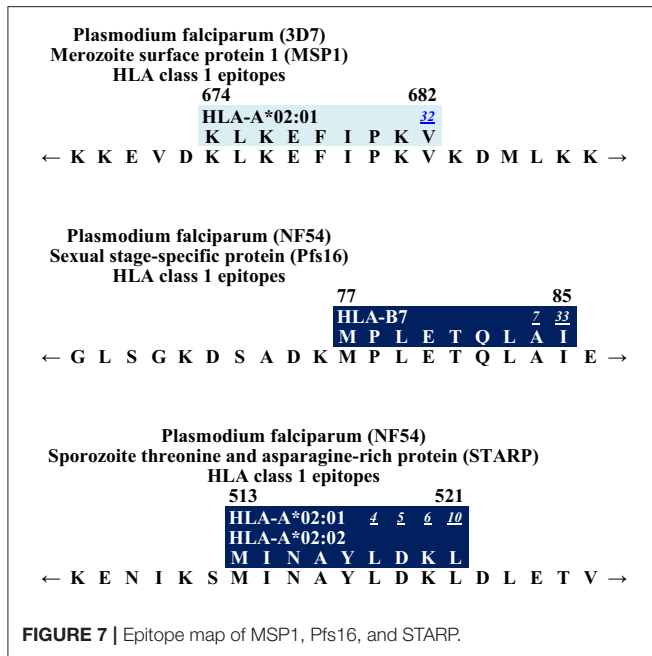 Plasmodium falciparum (3D7)
Merozoite surface protein 1 (MSP1)
HLA class 1 epitopes
674 682
HLA-A*02:01 32
K L K E F I P K V
← K K E V D K L K E F I P K V K D M L K K →
Plasmodium falciparum (NF54)
Sexual stage-specific protein (Pfs16)
HLA class 1 epitopes
77 85
HLA-B7 7 33
M P L E T Q L A I
← G L S G K D S A D K M P L E T Q L A I E →
Plasmodium falciparum (NF54)
Sporozoite threonine and asparagine-rich protein (STARP)
HLA class 1 epitopes
513 521
HLA-A*02:01 4 5 6 10
HLA-A*02:02
M I N A Y L D K L
← K E N I K S M I N A Y L D K L D L E T V →
FIGURE 7 | Epitope map of MSP1, Pfs16, and STARP.